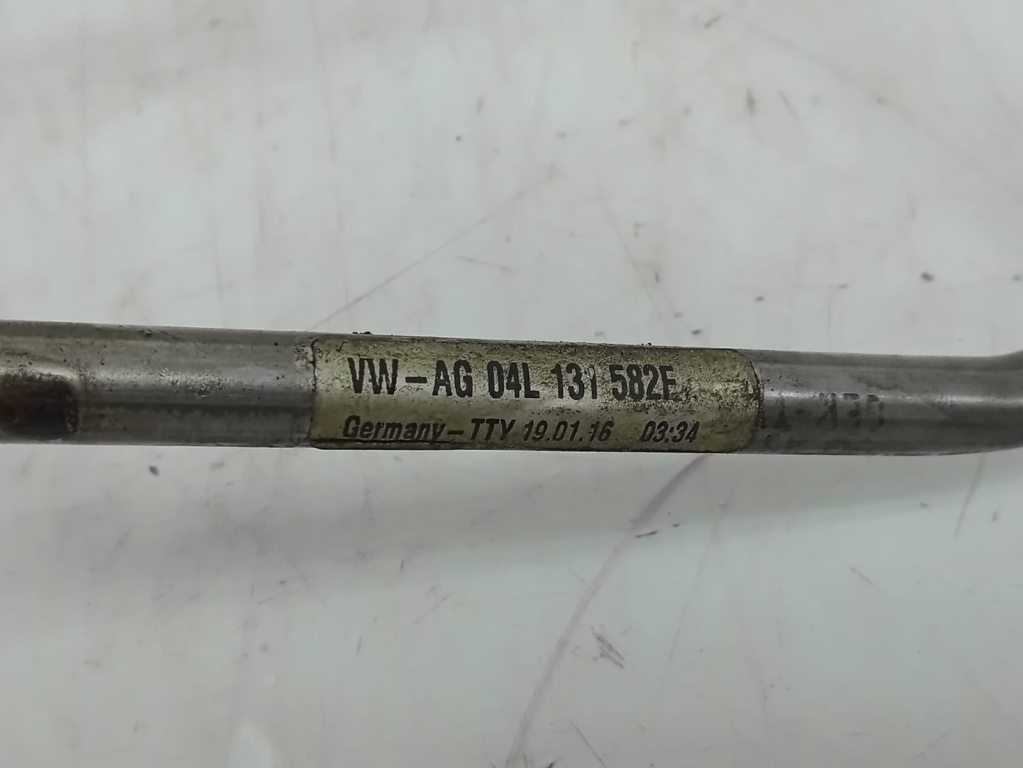 VW-AG 04L 131 582E
Germany-TTY 19.01.16 03:34